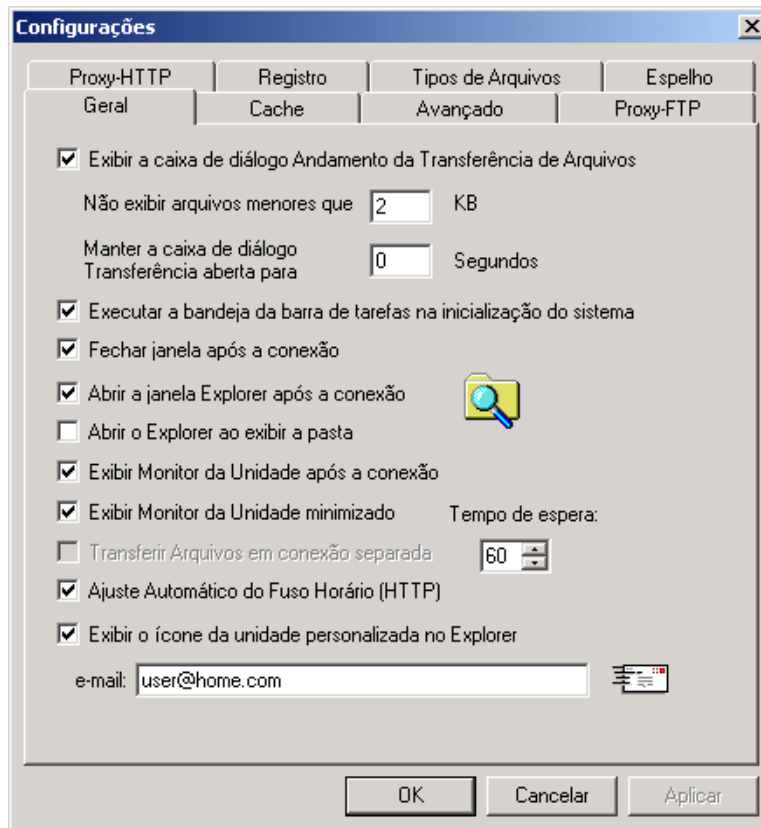 Configurações
Proxy-HTTP Registro Tipos de Arquivos Espelho
Geral Cache Avançado Proxy-FTP
Exibir a caixa de diálogo Andamento da Transferência de Arquivos
Não exibir arquivos menores que 2 KB
Manter a caixa de diálogo
Transferência aberta para 0 Segundos
Executar a bandeja da barra de tarefas na inicialização do sistema
Fechar janela após a conexão
Abrir a janela Explorer após a conexão
Abrir o Explorer ao exibir a pasta
Exibir Monitor da Unidade após a conexão
Exibir Monitor da Unidade minimizado Tempo de espera:
Transferir Arquivos em conexão separada 60
Ajuste Automático do Fuso Horário (HTTP)
Exibir o ícone da unidade personalizada no Explorer
e-mail: user@home.com
OK Cancelar Aplicar